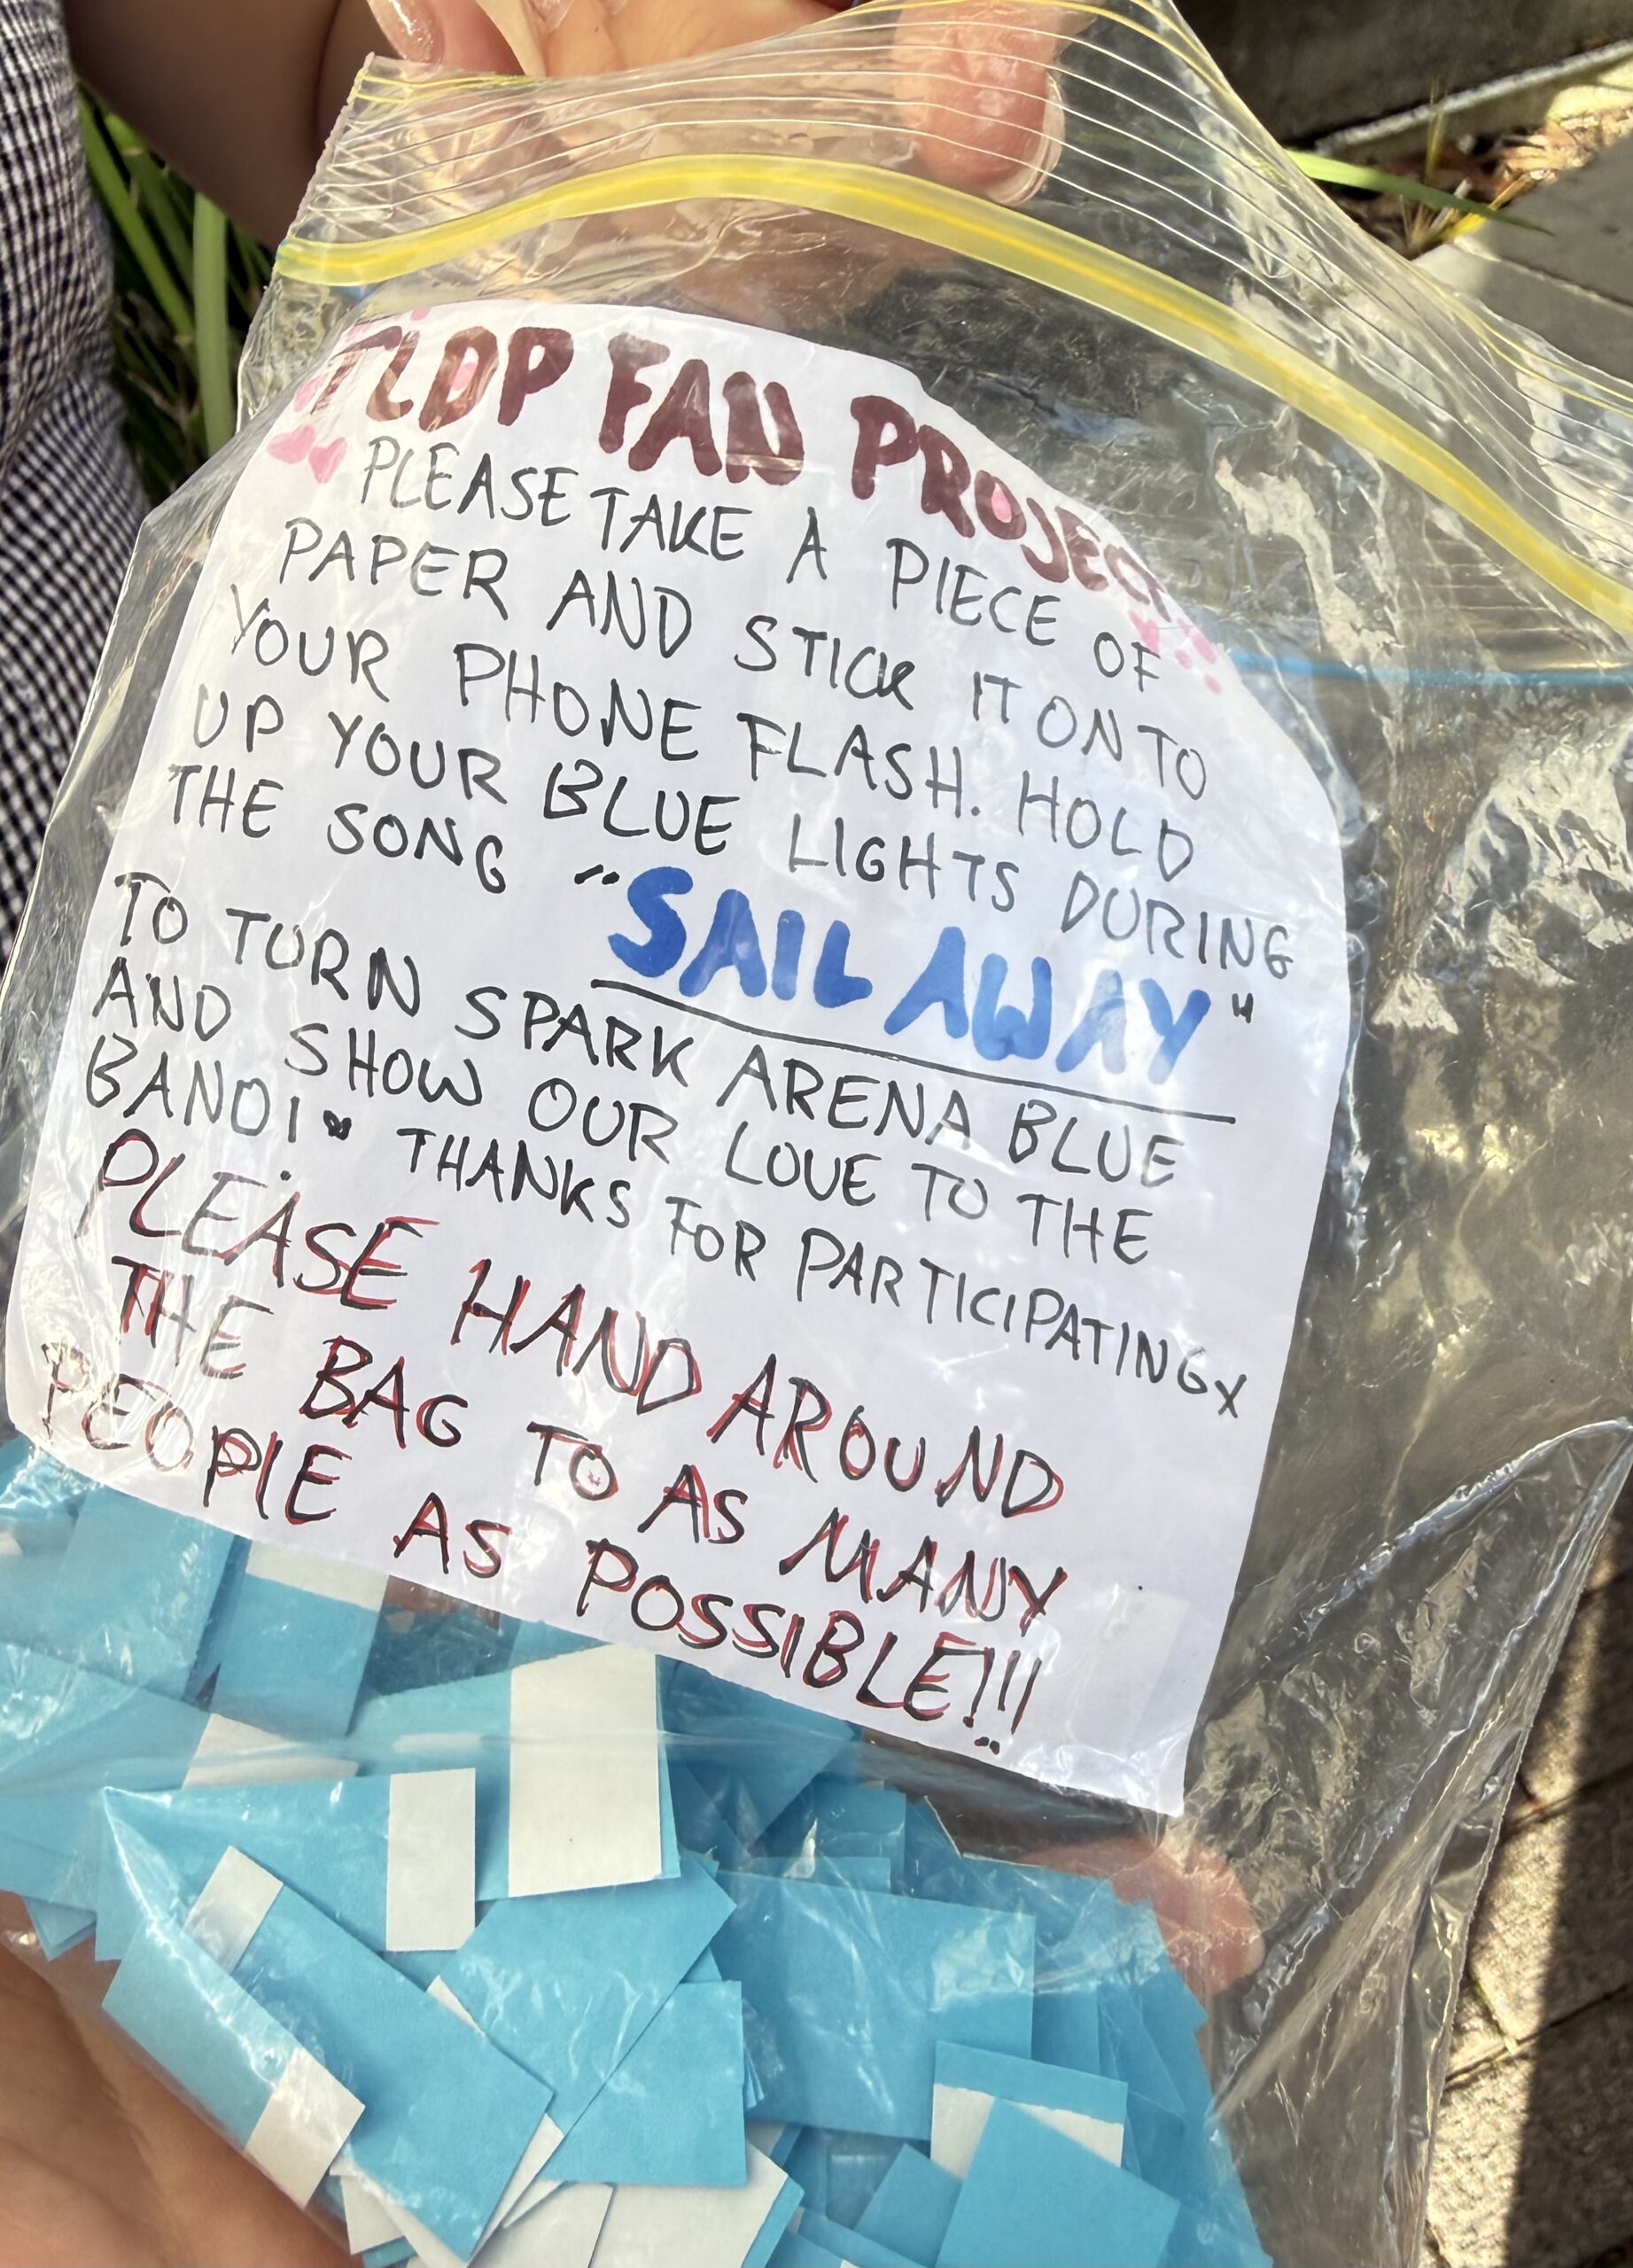 TLDP FAN PROJECT
PLEASE TAKE A PIECE OF
PAPER AND STICK IT ONTO
YOUR PHONE FLASH. HOLD
UP YOUR BLUE LIGHTS DURING
THE SONG "SAIL AWAY"
TO TURN SPARK ARENA BLUE
AND SHOW OUR LOVE TO THE
BAND! THANKS FOR PARTICIPATING X
PLEASE HAND AROUND
THE BAG TO AS MANY
PEOPLE AS POSSIBLE!!!